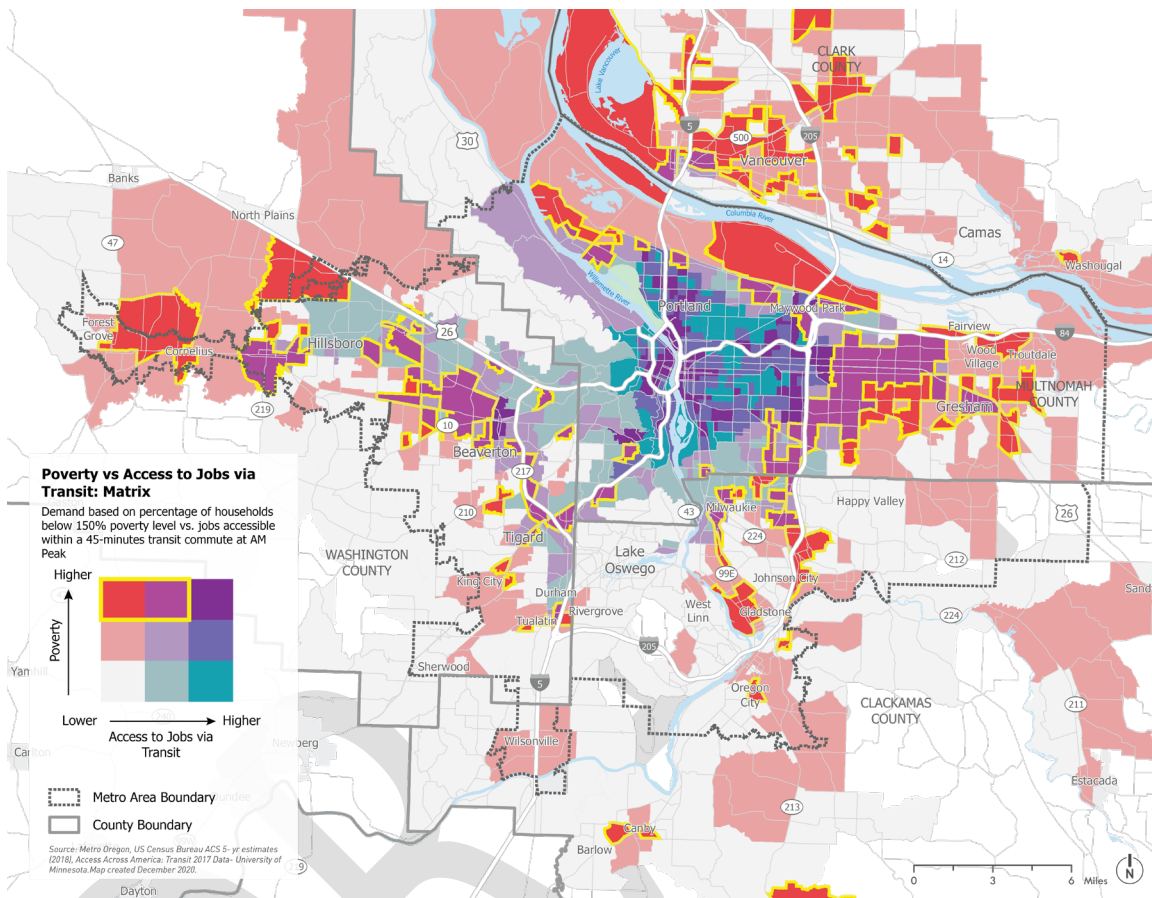 CLARK
COUNTY
Lake Vancouver
5
205
500
30
Vancouver
Banks
North Plains
47
Columbia River
Camas
14
Washougal
Willamette River
Portland
Maywood Park
Forest
Grove
Cornelius
Hillsboro
26
Fairview
84
Wood
Village
Troutdale
MULTNOMAH
COUNTY
Gresham
219
10
Beaverton
217
210
Tigard
43
Milwaukie
Happy Valley
26
224
212
WASHINGTON
COUNTY
Lake
Oswego
King City
99E
Johnson City
Durham
Rivergrove
Tualatin
West
Linn
Gladstone
224
Sand
205
Sherwood
5
Oregon
City
CLACKAMAS
COUNTY
211
Wilsonville
Estacada
213
Canby
Barlow
Poverty vs Access to Jobs via
Transit: Matrix
Demand based on percentage of households
below 150% poverty level vs. jobs accessible
within a 45-minutes transit commute at AM
Peak
Higher
Poverty
Lower
Higher
Access to Jobs via
Transit
Yamhill
240
Carlton
Newberg
Dundee
Metro Area Boundary
County Boundary
Source: Metro Oregon, US Census Bureau ACS 5- yr estimates
(2018), Access Across America: Transit 2017 Data- University of
Minnesota.Map created December 2020.
219
Dayton
0
3
6
Miles
N